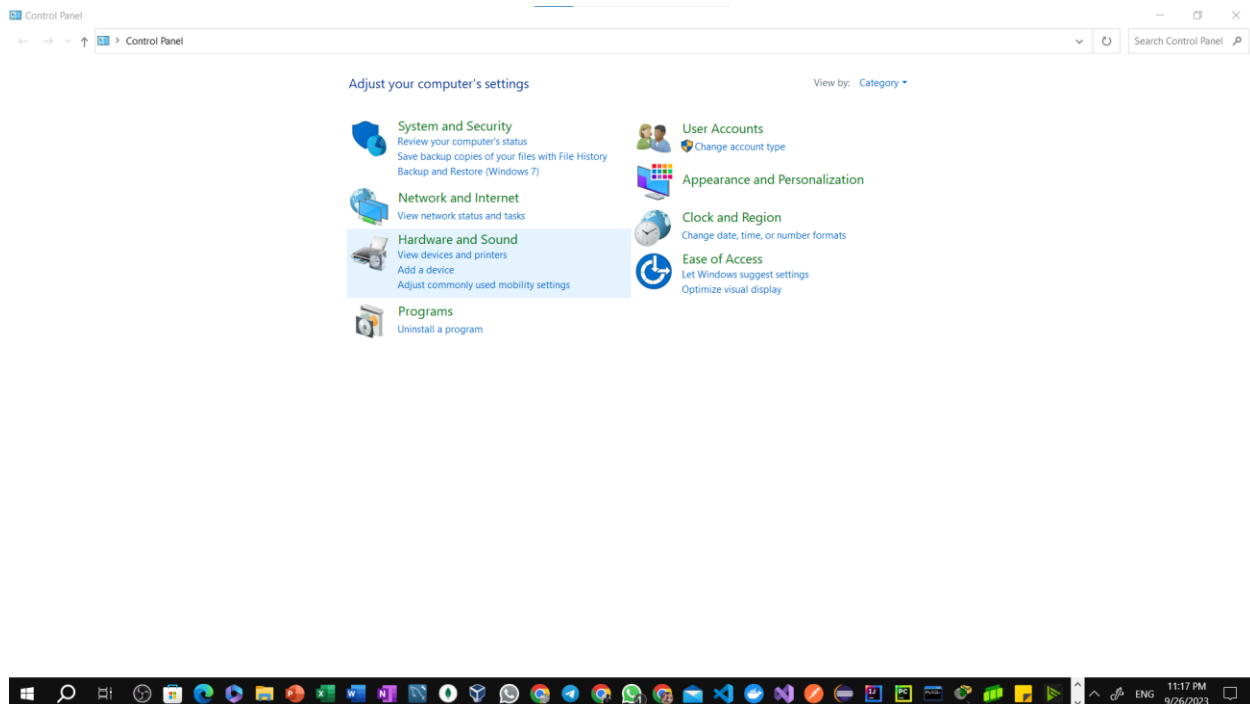 Control Panel
Control Panel
Search Control Panel
Adjust your computer's settings
View by: Category
System and Security
Review your computer's status
Save backup copies of your files with File History
Backup and Restore (Windows 7)
Network and Internet
View network status and tasks
Hardware and Sound
View devices and printers
Add a device
Adjust commonly used mobility settings
Programs
Uninstall a program
User Accounts
Change account type
Appearance and Personalization
Clock and Region
Change date, time, or number formats
Ease of Access
Let Windows suggest settings
Optimize visual display
ENG
11:17 PM
9/26/2023